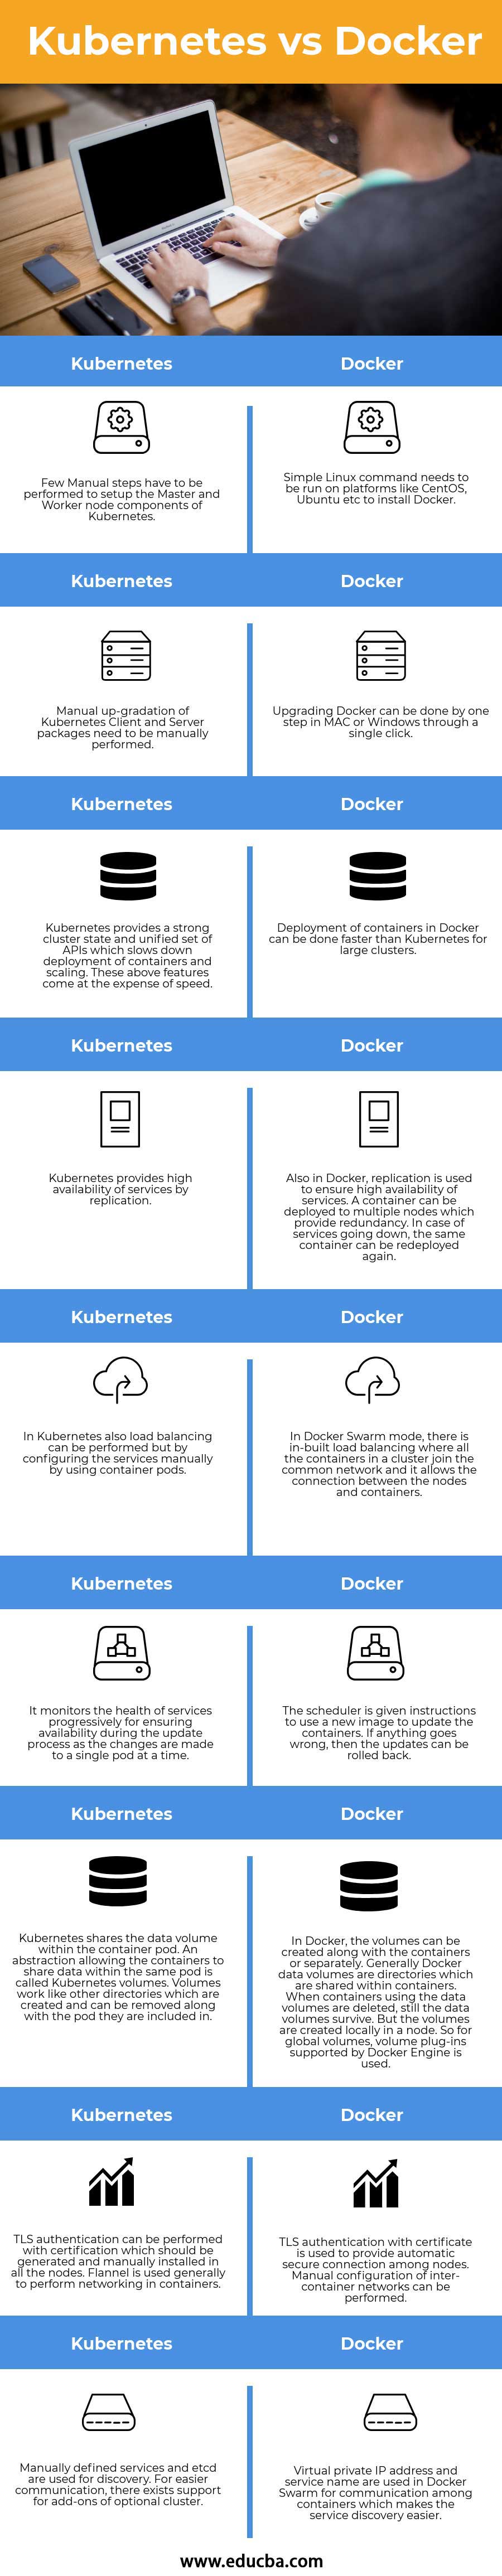 Kubernetes vs Docker
Kubernetes
Docker
Few Manual steps have to be
performed to setup the Master and
Worker node components of
Kubernetes.
Simple Linux command needs to
be run on platforms like CentOS,
Ubuntu etc to install Docker.
Kubernetes
Docker
Manual up-gradation of
Kubernetes Client and Server
packages need to be manually
performed.
Upgrading Docker can be done by one
step in MAC or Windows through a
single click.
Kubernetes
Docker
Kubernetes provides a strong
cluster state and unified set of
APIs which slows down
deployment of containers and
scaling. These above features
come at the expense of speed.
Deployment of containers in Docker
can be done faster than Kubernetes for
large clusters.
Kubernetes
Docker
Kubernetes provides high
availability of services by
replication.
Also in Docker, replication is used
to ensure high availability of
services. A container can be
deployed to multiple nodes which
provide redundancy. In case of
services going down, the same
container can be redeployed
again.
Kubernetes
Docker
In Kubernetes also load balancing
can be performed but by
configuring the services manually
by using container pods.
In Docker Swarm mode, there is
in-built load balancing where all
the containers in a cluster join the
common network and it allows the
connection between the nodes
and containers.
Kubernetes
Docker
It monitors the health of services
progressively for ensuring
availability during the update
process as the changes are made
to a single pod at a time.
The scheduler is given instructions
to use a new image to update the
containers. If anything goes
wrong, then the updates can be
rolled back.
Kubernetes
Docker
Kubernetes shares the data volume
within the container pod. An
abstraction allowing the containers to
share data within the same pod is
called Kubernetes volumes. Volumes
work like other directories which are
created and can be removed along
with the pod they are included in.
In Docker, the volumes can be
created along with the containers
or separately. Generally Docker
data volumes are directories which
are shared within containers.
When containers using the data
volumes are deleted, still the data
volumes survive. But the volumes
are created locally in a node. So for
global volumes, volume plug-ins
supported by Docker Engine is
used.
Kubernetes
Docker
TLS authentication can be performed
with certification which should be
generated and manually installed in
all the nodes. Flannel is used generally
to perform networking in containers.
TLS authentication with certificate
is used to provide automatic
secure connection among nodes.
Manual configuration of inter-
container networks can be
performed.
Kubernetes
Docker
Manually defined services and etcd
are used for discovery. For easier
communication, there exists support
for add-ons of optional cluster.
Virtual private IP address and
service name are used in Docker
Swarm for communication among
containers which makes the
service discovery easier.
www.educba.com